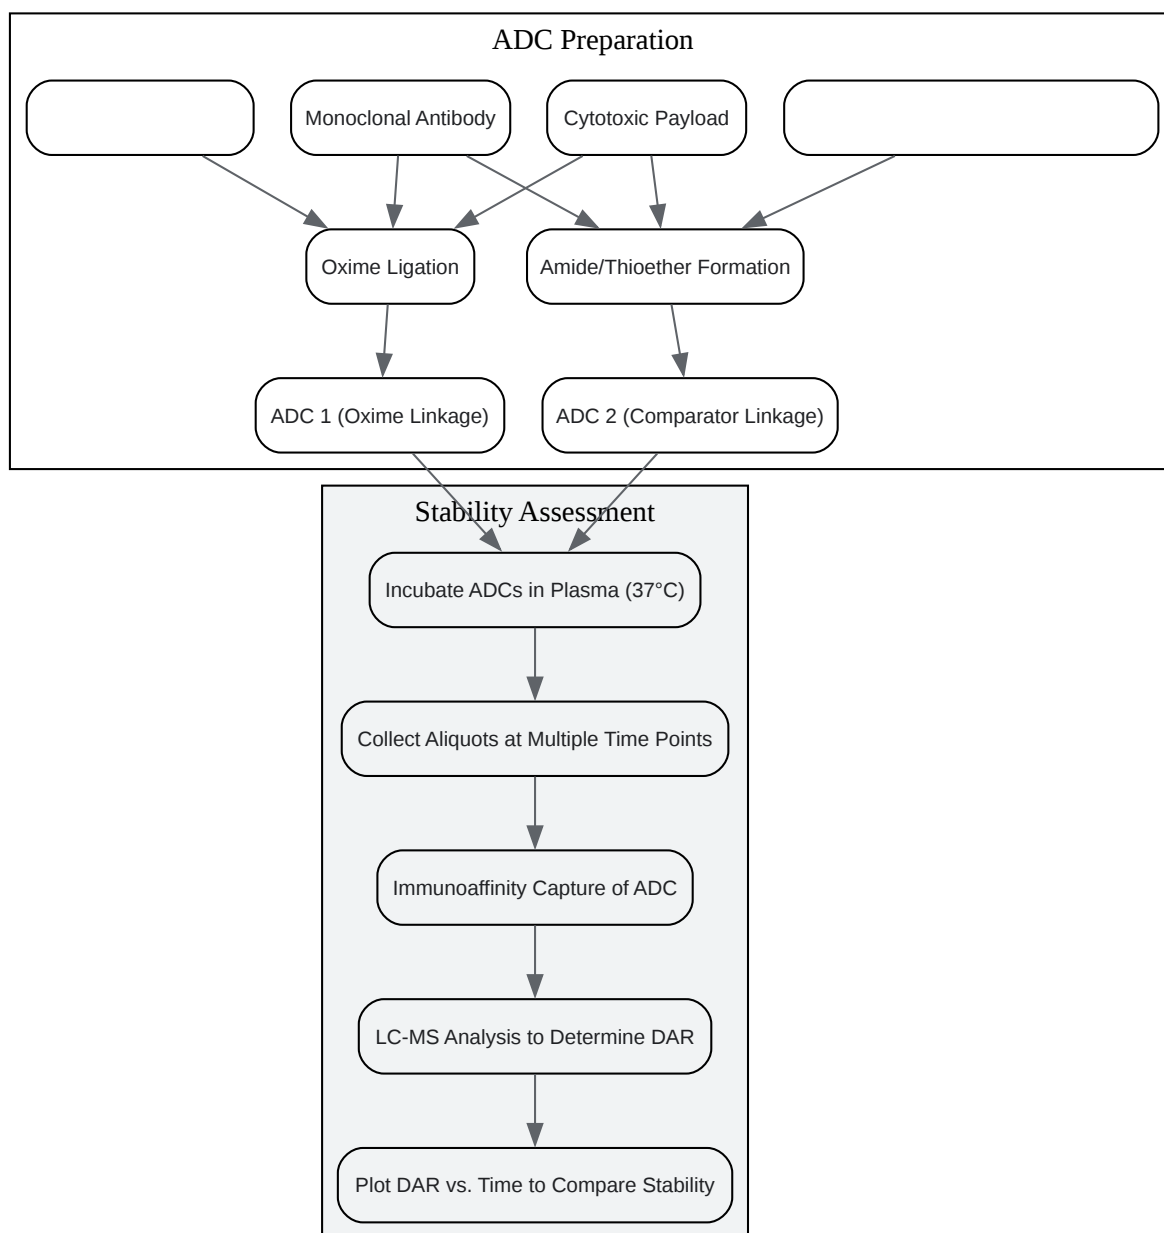 ADC Preparation
Monoclonal Antibody
Cytotoxic Payload
Oxime Ligation
Amide/Thioether Formation
ADC 1 (Oxime Linkage)
ADC 2 (Comparator Linkage)
Stability Assessment
Incubate ADCs in Plasma (37°C)
Collect Aliquots at Multiple Time Points
Immunoaffinity Capture of ADC
LC-MS Analysis to Determine DAR
Plot DAR vs. Time to Compare Stability